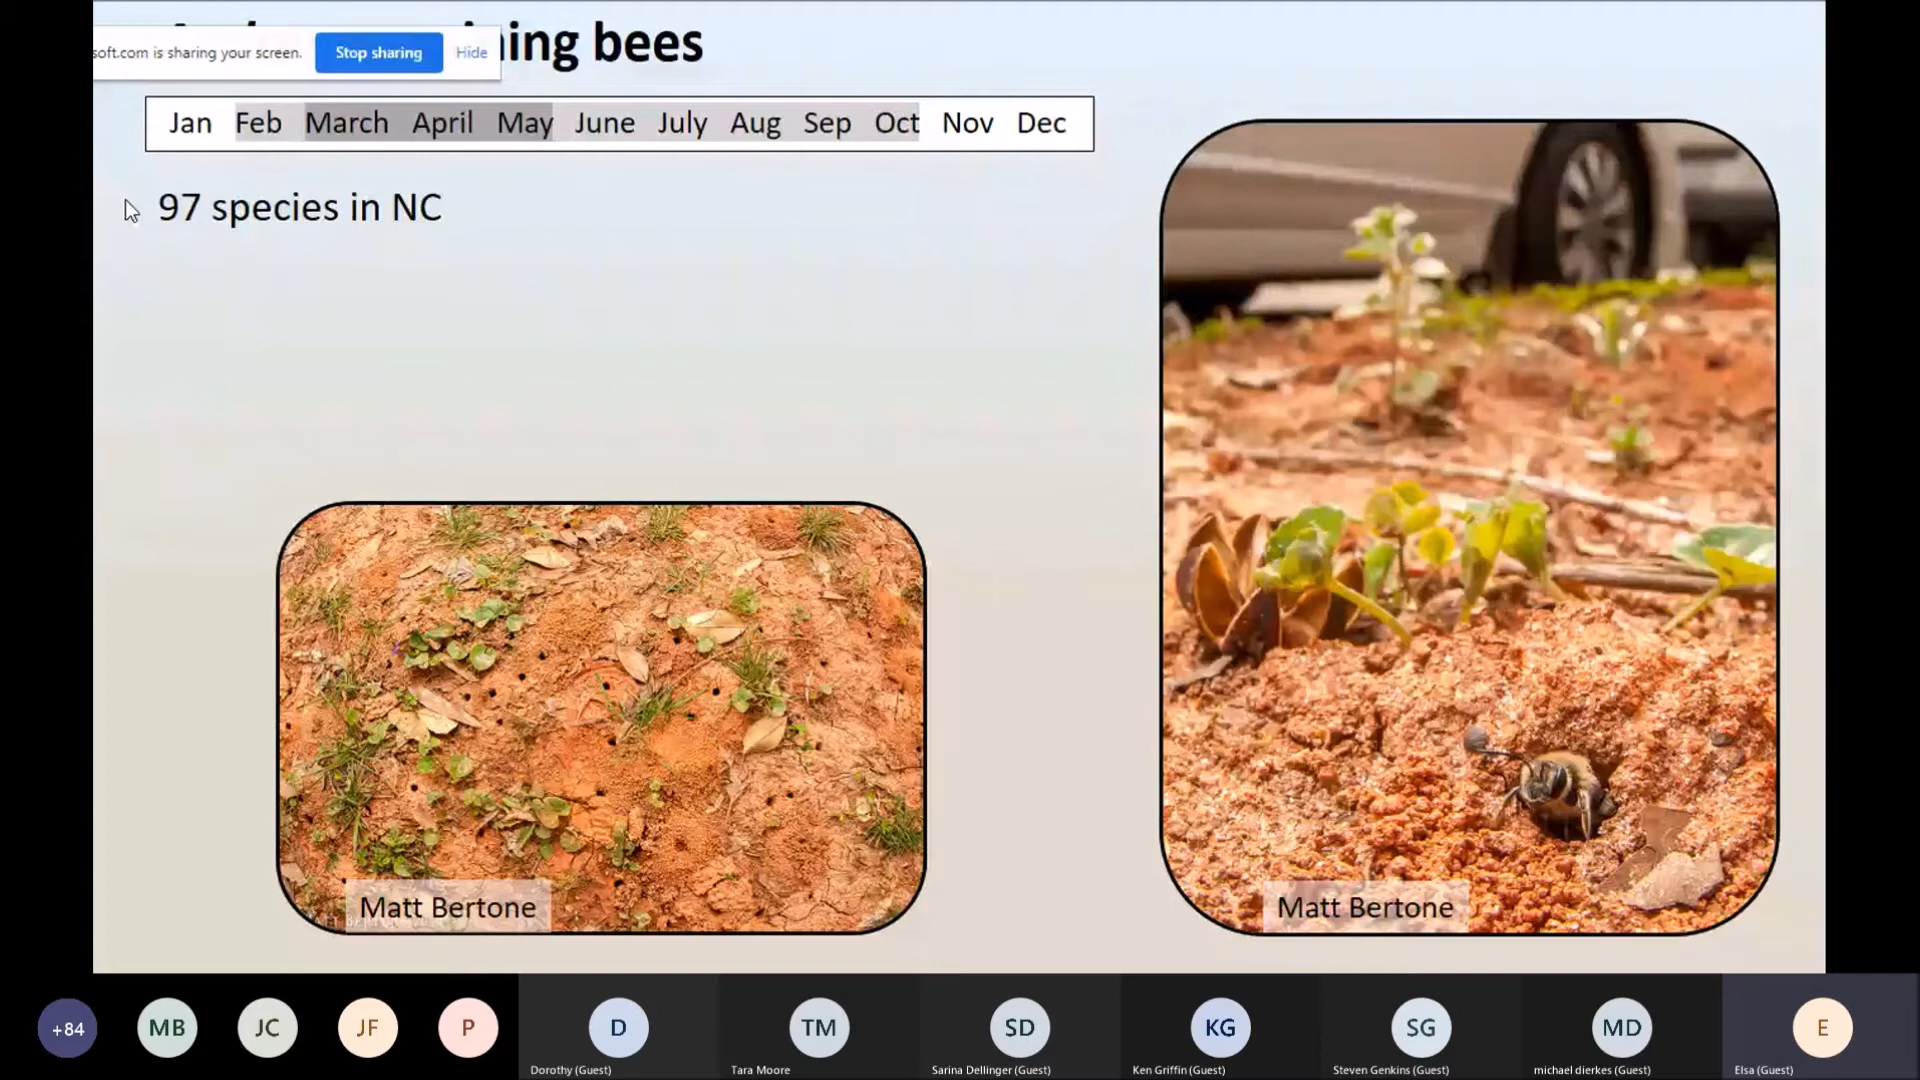 ing bees
soft.com is sharing your screen. Stop sharing Hide
Jan Feb March April May June July Aug Sep Oct Nov Dec
97 species in NC
Matt Bertone
Matt Bertone
+84 MB JC JF P D TM SD KG SG MD E
Dorothy (Guest) Tara Moore Sarina Dellinger (Guest) Ken Griffin (Guest) Steven Genkins (Guest) michael dierkes (Guest) Elsa (Guest)